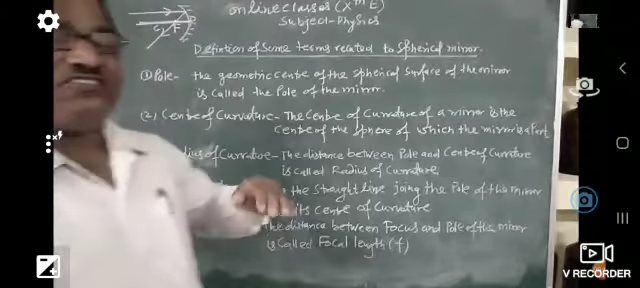 online classes (Xth E)
Subject-Physics
Defination of Some terms related to Spherical mirror.
(1) Pole- the geometric centre of the spherical surface of the mirror
is called the Pole of the mirror.
(2) Centre of Curvature- The Centre of Curvature of a mirror is the
centre of the sphere of which the mirror is a Part
dius of Curvature- The distance between Pole and Centre of Curvature
is called Radius of Curvature,
the Straight line joing the Pole of the mirror
its centre of Curvature
The distance between Focus and Pole of the mirror
is Called Focal length (f)
V RECORDER